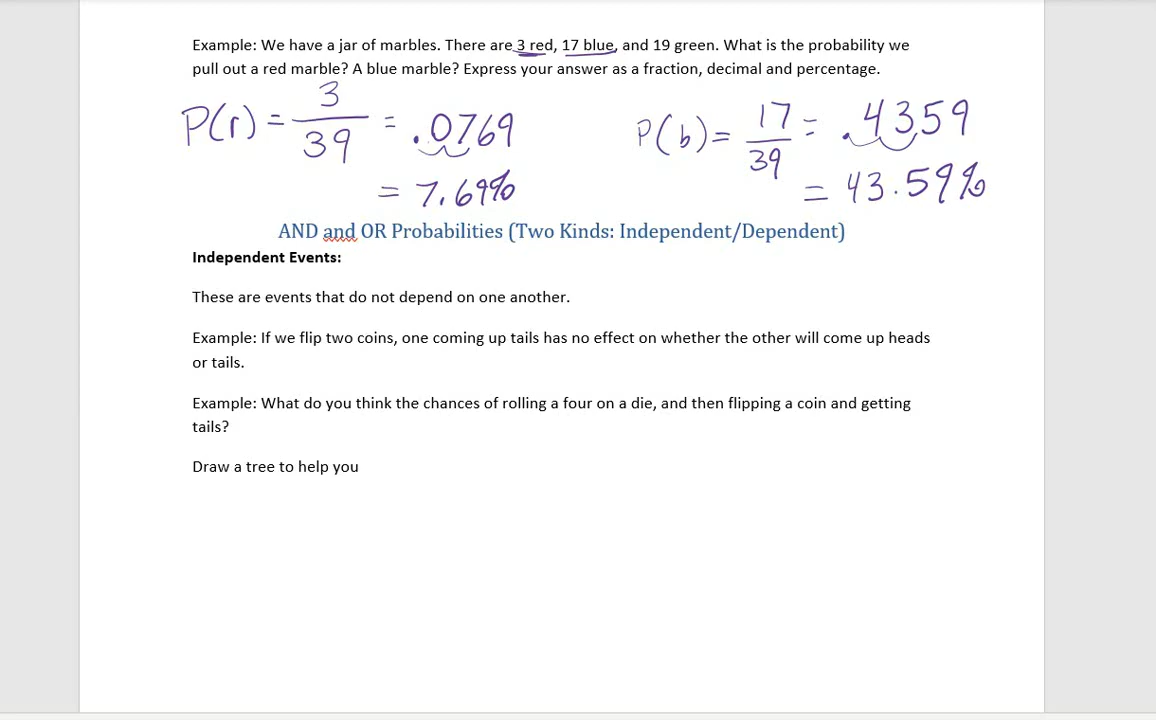 Example: We have a jar of marbles. There are 3 red, 17 blue, and 19 green. What is the probability we
pull out a red marble? A blue marble? Express your answer as a fraction, decimal and percentage.
P(r) = 3/39 = .0769
= 7.69%
P(b) = 17/39 = .4359
= 43.59%
AND and OR Probabilities (Two Kinds: Independent/Dependent)
Independent Events:
These are events that do not depend on one another.
Example: If we flip two coins, one coming up tails has no effect on whether the other will come up heads
or tails.
Example: What do you think the chances of rolling a four on a die, and then flipping a coin and getting
tails?
Draw a tree to help you